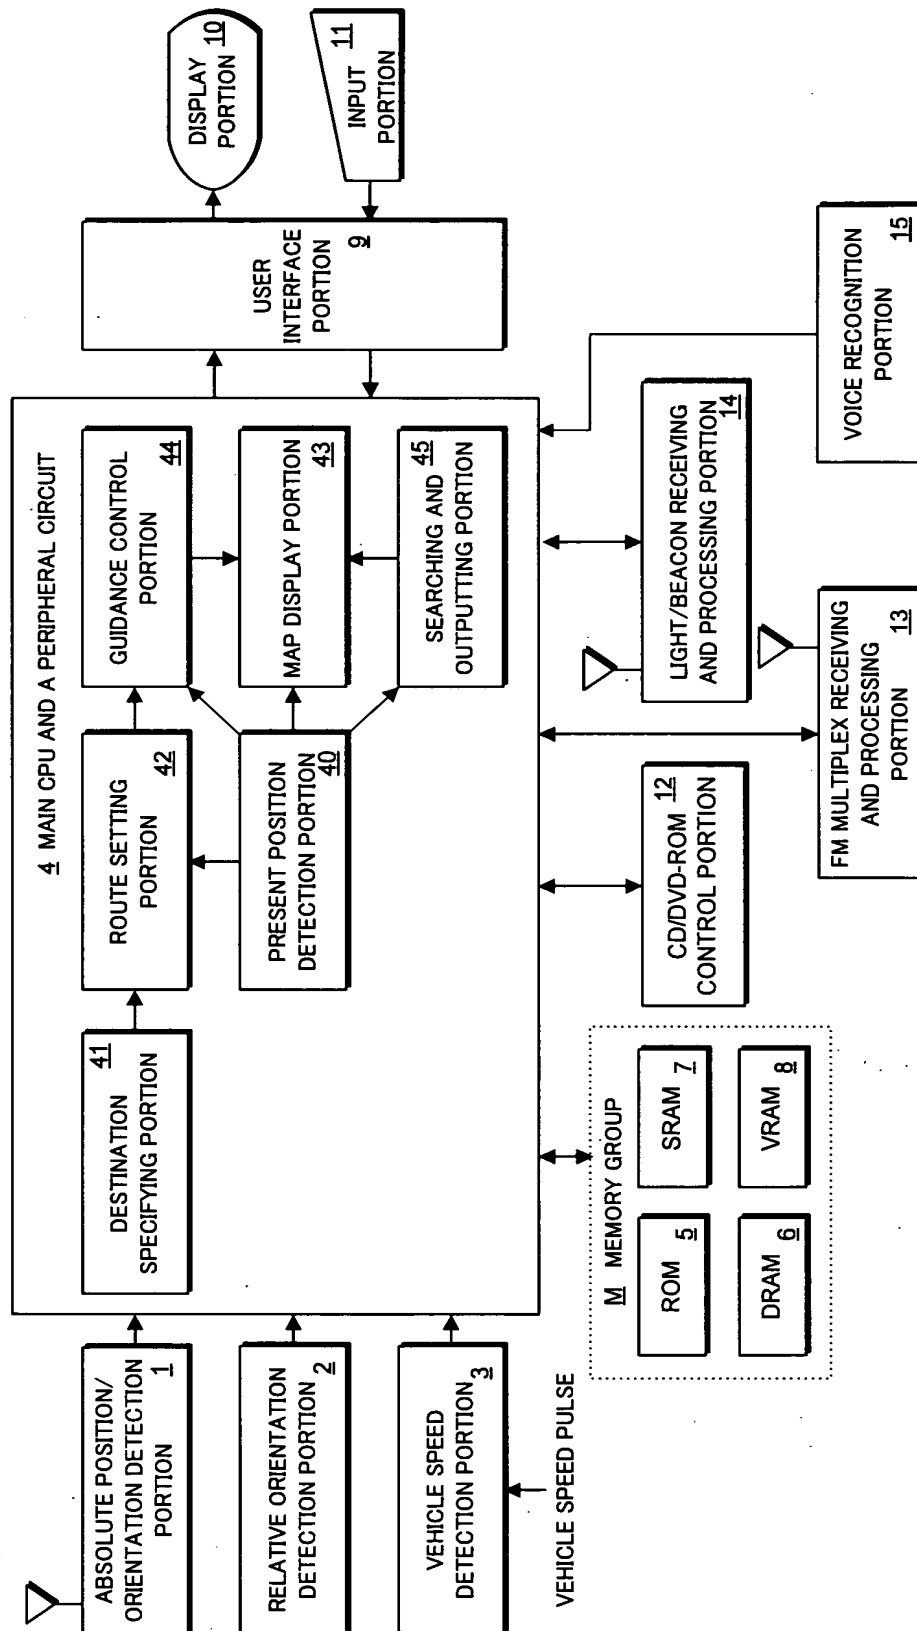 4 MAIN CPU AND A PERIPHERAL CIRCUIT
ABSOLUTE POSITION/
ORIENTATION DETECTION
PORTION 1
RELATIVE ORIENTATION
DETECTION PORTION 2
VEHICLE SPEED
DETECTION PORTION 3
VEHICLE SPEED PULSE
DESTINATION 41
SPECIFYING PORTION
ROUTE SETTING
PORTION 42
GUIDANCE CONTROL
PORTION 44
PRESENT POSITION
DETECTION PORTION 40
MAP DISPLAY PORTION 43
SEARCHING AND 45
OUTPUTTING PORTION
USER
INTERFACE
PORTION 9
DISPLAY 10
PORTION
INPUT 11
PORTION
M MEMORY GROUP
ROM 5
SRAM 7
DRAM 6
VRAM 8
CD/DVD-ROM 12
CONTROL PORTION
LIGHT/BEACON RECEIVING
AND PROCESSING PORTION 14
FM MULTIPLEX RECEIVING
AND PROCESSING 13
PORTION
VOICE RECOGNITION
PORTION 15